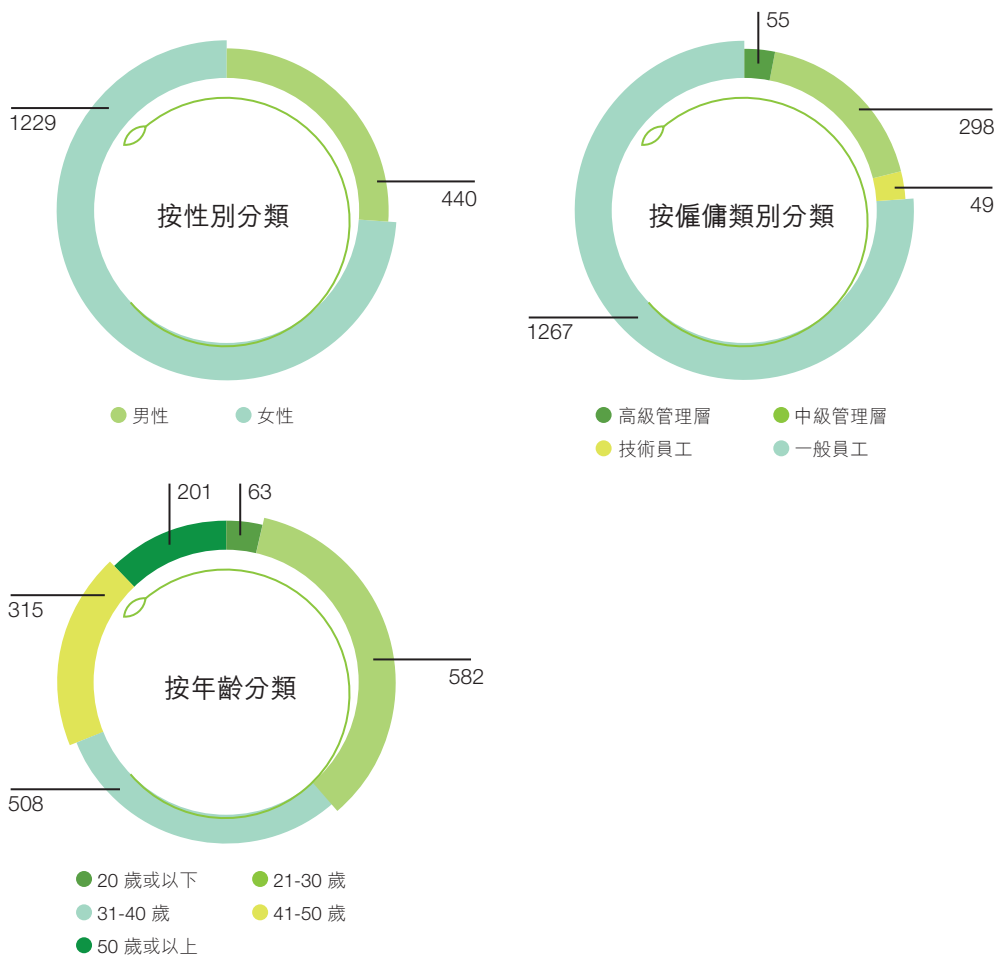 1229
440
按性別分類
男性 女性
55
298
49
1267
按僱傭類別分類
高級管理層 中級管理層
技術員工 一般員工
201 63
315
582
508
按年齡分類
20 歲或以下 21-30 歲
31-40 歲 41-50 歲
50 歲或以上